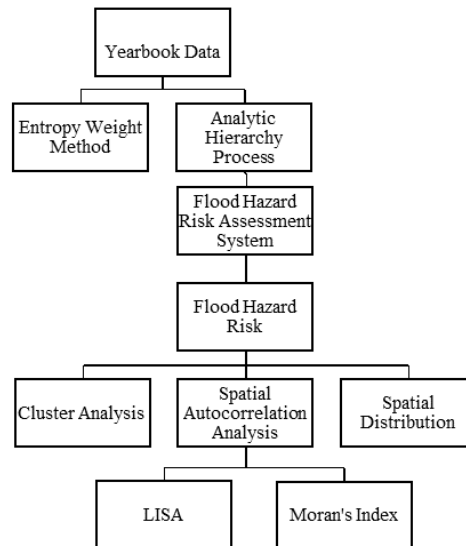 Yearbook Data
Entropy Weight
Method
Analytic
Hierarchy
Process
Flood Hazard
Risk Assessment
System
Flood Hazard
Risk
Cluster Analysis
Spatial
Autocorrelation
Analysis
Spatial
Distribution
LISA
Moran's Index